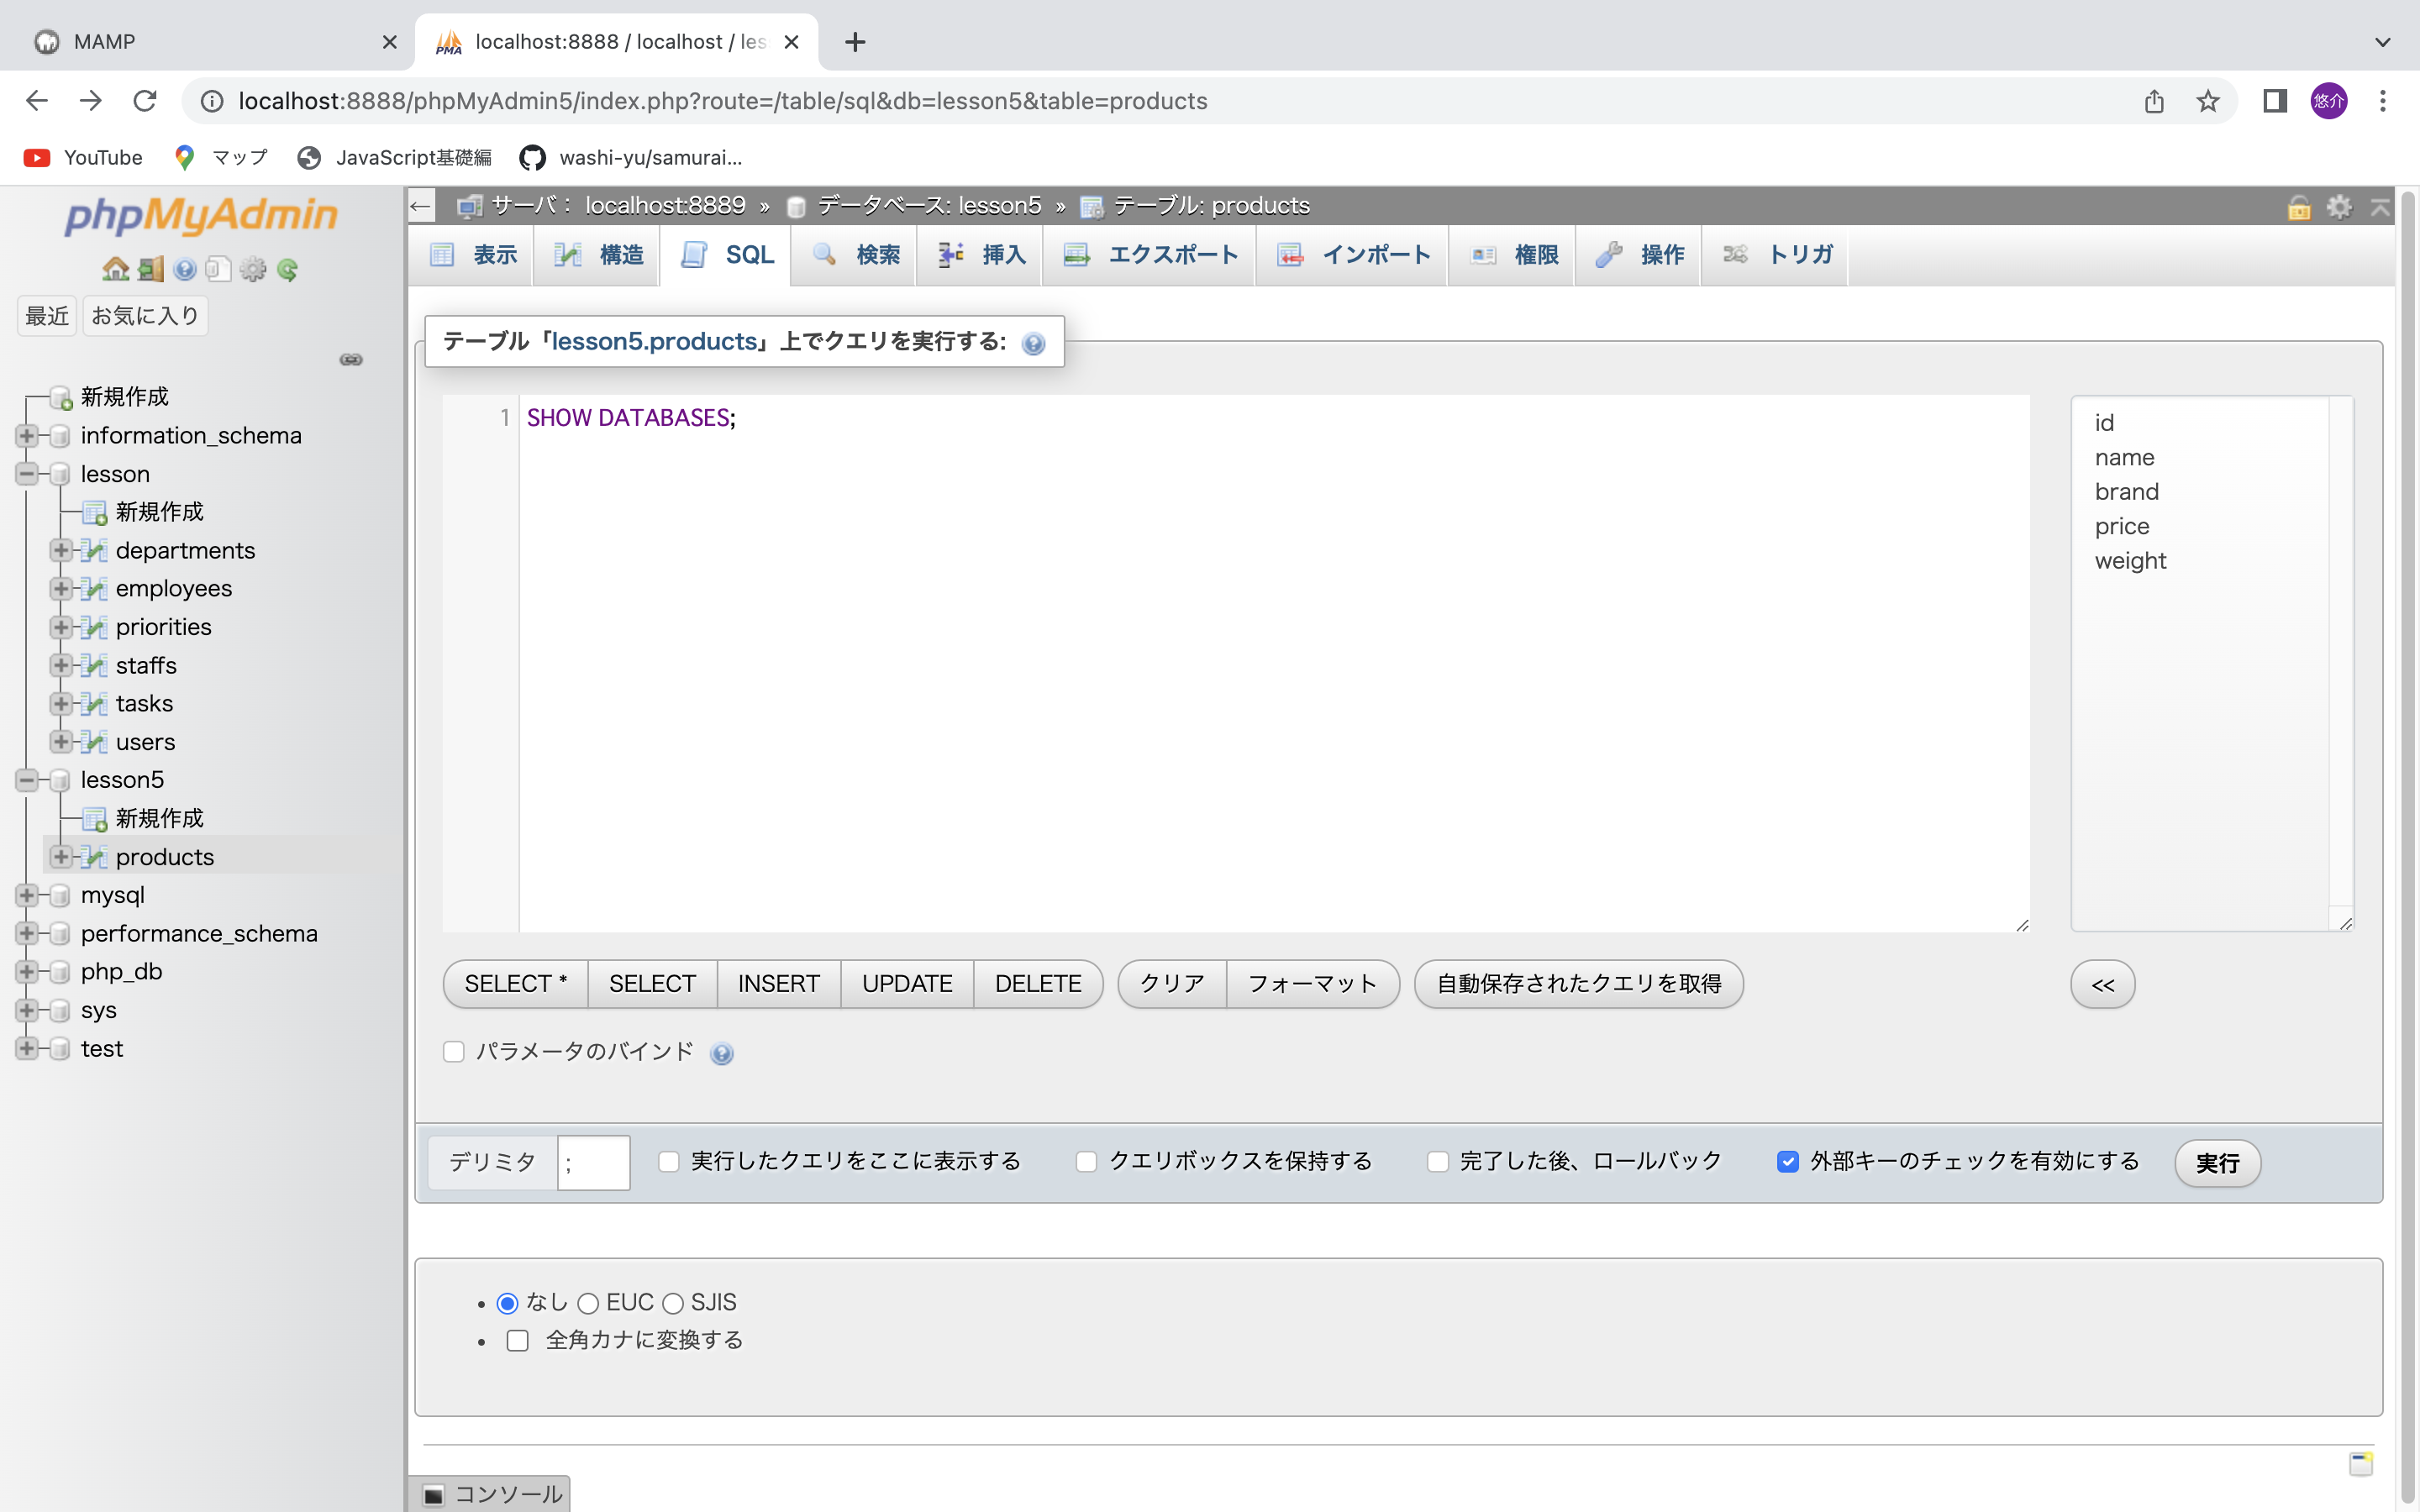 MAMP
localhost:8888 / localhost / les
localhost:8888/phpMyAdmin5/index.php?route=/table/sql&db=lesson5&table=products
悠介
YouTube マップ JavaScript基礎編 washi-yu/samurai...
phpMyAdmin
最近 お気に入り
新規作成
information_schema
lesson
新規作成
departments
employees
priorities
staffs
tasks
users
lesson5
新規作成
products
mysql
performance_schema
php_db
sys
test
サーバ: localhost:8889 » データベース: lesson5 » テーブル: products
表示 構造 SQL 検索 挿入 エクスポート インポート 権限 操作 トリガ
テーブル「lesson5.products」上でクエリを実行する:
1 SHOW DATABASES;
id
name
brand
price
weight
SELECT * SELECT INSERT UPDATE DELETE クリア フォーマット 自動保存されたクエリを取得 <<
パラメータのバインド
デリミタ ; 実行したクエリをここに表示する クエリボックスを保持する 完了した後、ロールバック 外部キーのチェックを有効にする 実行
なし EUC SJIS
全角カナに変換する
コンソール